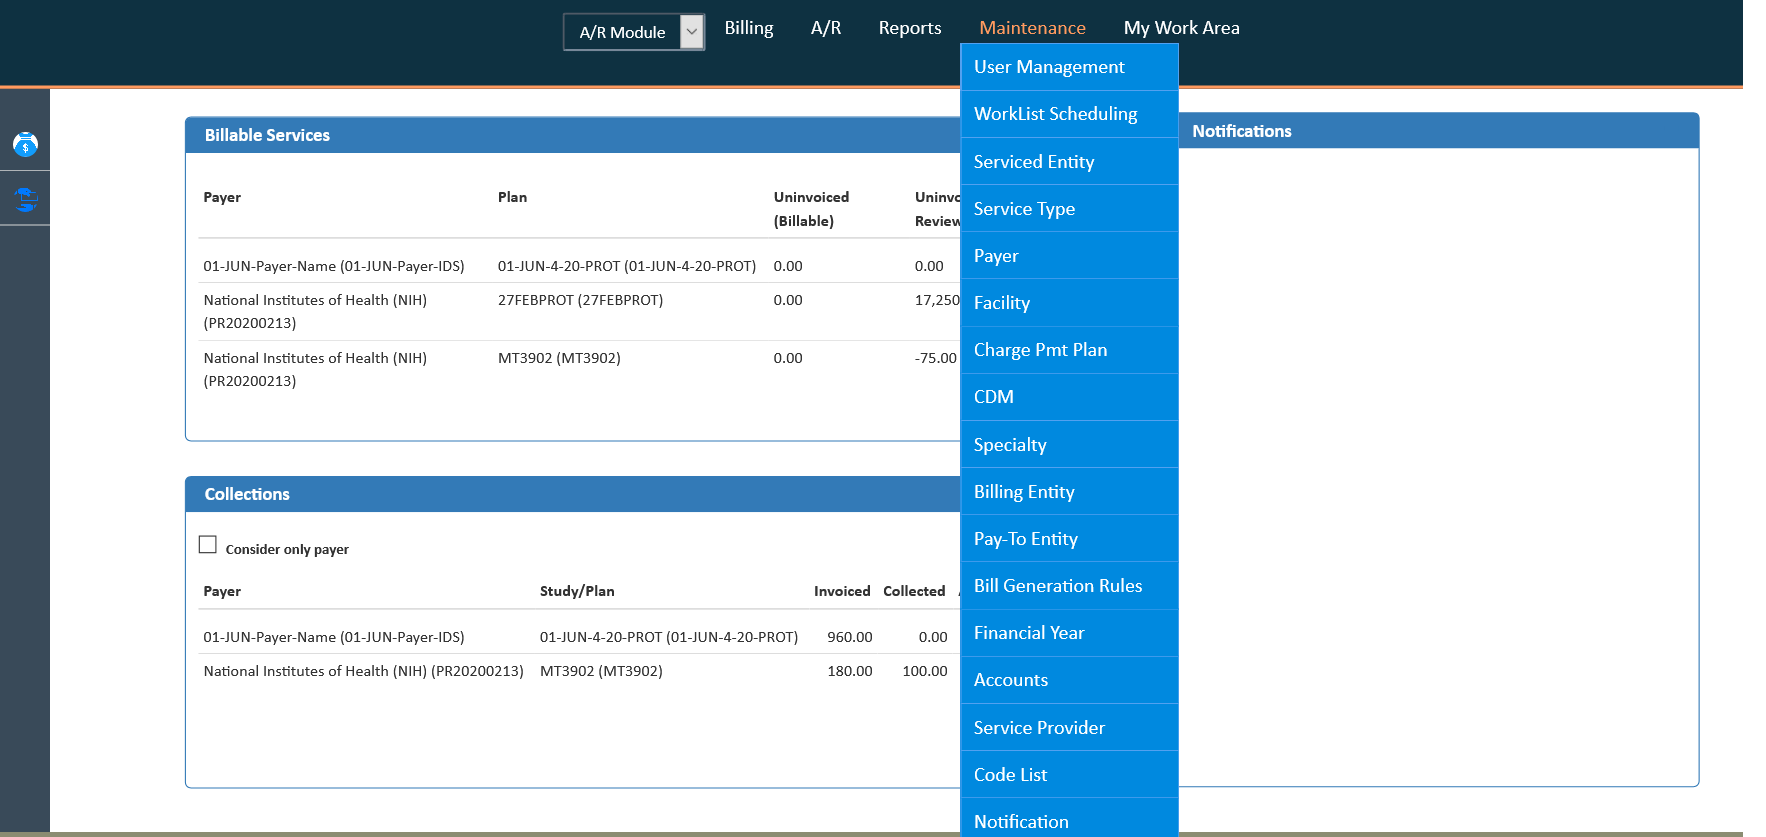 A/R Module Billing A/R Reports Maintenance My Work Area
User Management
WorkList Scheduling
Serviced Entity
Service Type
Payer
Facility
Charge Pmt Plan
CDM
Specialty
Billing Entity
Pay-To Entity
Bill Generation Rules
Financial Year
Accounts
Service Provider
Code List
Notification
Billable Services
Payer Plan Uninvoiced
(Billable)
Review
01-JUN-Payer-Name (01-JUN-Payer-IDS) 01-JUN-4-20-PROT (01-JUN-4-20-PROT) 0.00 0.00
National Institutes of Health (NIH) 27FEBPROT (27FEBPROT) 0.00 17,250
(PR20200213)
National Institutes of Health (NIH) MT3902 (MT3902) 0.00 -75.00
(PR20200213)
Collections
Consider only payer
Payer Study/Plan Invoiced Collected
01-JUN-Payer-Name (01-JUN-Payer-IDS) 01-JUN-4-20-PROT (01-JUN-4-20-PROT) 960.00 0.00
National Institutes of Health (NIH) (PR20200213) MT3902 (MT3902) 180.00 100.00
Notifications